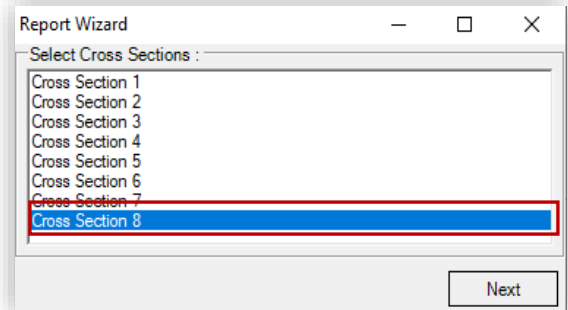 Report Wizard
Select Cross Sections :
Cross Section 1
Cross Section 2
Cross Section 3
Cross Section 4
Cross Section 5
Cross Section 6
Cross Section 7
Cross Section 8
Next